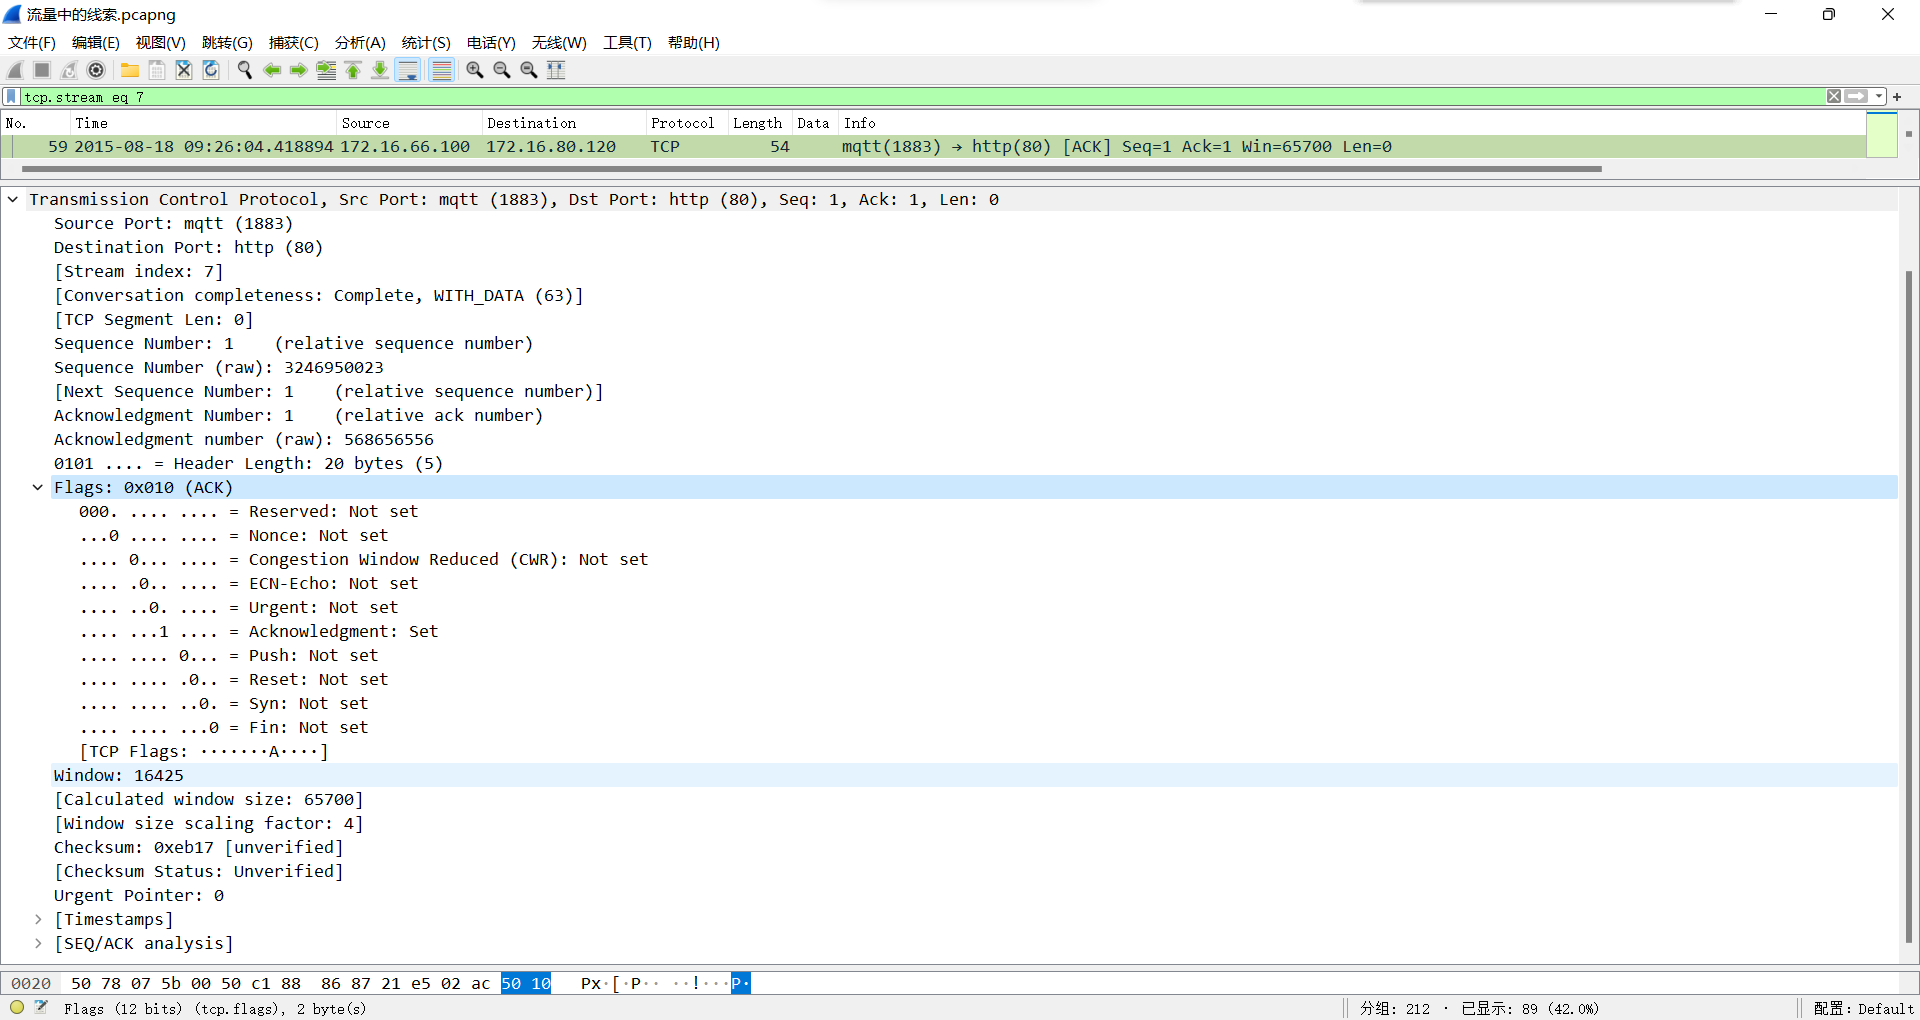 流量中的线索.pcapng
文件(F) 编辑(E) 视图(V) 跳转(G) 捕获(C) 分析(A) 统计(S) 电话(Y) 无线(W) 工具(T) 帮助(H)
tcp.stream eq 7
No. Time Source Destination Protocol Length Data Info
59 2015-08-18 09:26:04.418894 172.16.66.100 172.16.80.120 TCP 54 mqtt(1883) → http(80) [ACK] Seq=1 Ack=1 Win=65700 Len=0
Transmission Control Protocol, Src Port: mqtt (1883), Dst Port: http (80), Seq: 1, Ack: 1, Len: 0
Source Port: mqtt (1883)
Destination Port: http (80)
[Stream index: 7]
[Conversation completeness: Complete, WITH_DATA (63)]
[TCP Segment Len: 0]
Sequence Number: 1    (relative sequence number)
Sequence Number (raw): 3246950023
[Next Sequence Number: 1    (relative sequence number)]
Acknowledgment Number: 1    (relative ack number)
Acknowledgment number (raw): 568656556
0101 .... = Header Length: 20 bytes (5)
Flags: 0x010 (ACK)
000. .... .... = Reserved: Not set
...0 .... .... = Nonce: Not set
.... 0... .... = Congestion Window Reduced (CWR): Not set
.... .0.. .... = ECN-Echo: Not set
.... ..0. .... = Urgent: Not set
.... ...1 .... = Acknowledgment: Set
.... .... 0... = Push: Not set
.... .... .0.. = Reset: Not set
.... .... ..0. = Syn: Not set
.... .... ...0 = Fin: Not set
[TCP Flags: ·······A····]
Window: 16425
[Calculated window size: 65700]
[Window size scaling factor: 4]
Checksum: 0xeb17 [unverified]
[Checksum Status: Unverified]
Urgent Pointer: 0
[Timestamps]
[SEQ/ACK analysis]
0020 50 78 07 5b 00 50 c1 88 86 87 21 e5 02 ac 50 10 Px·[·P·· ··!···P·
Flags (12 bits) (tcp.flags), 2 byte(s) 分组: 212 · 已显示: 89 (42.0%) 配置: Default